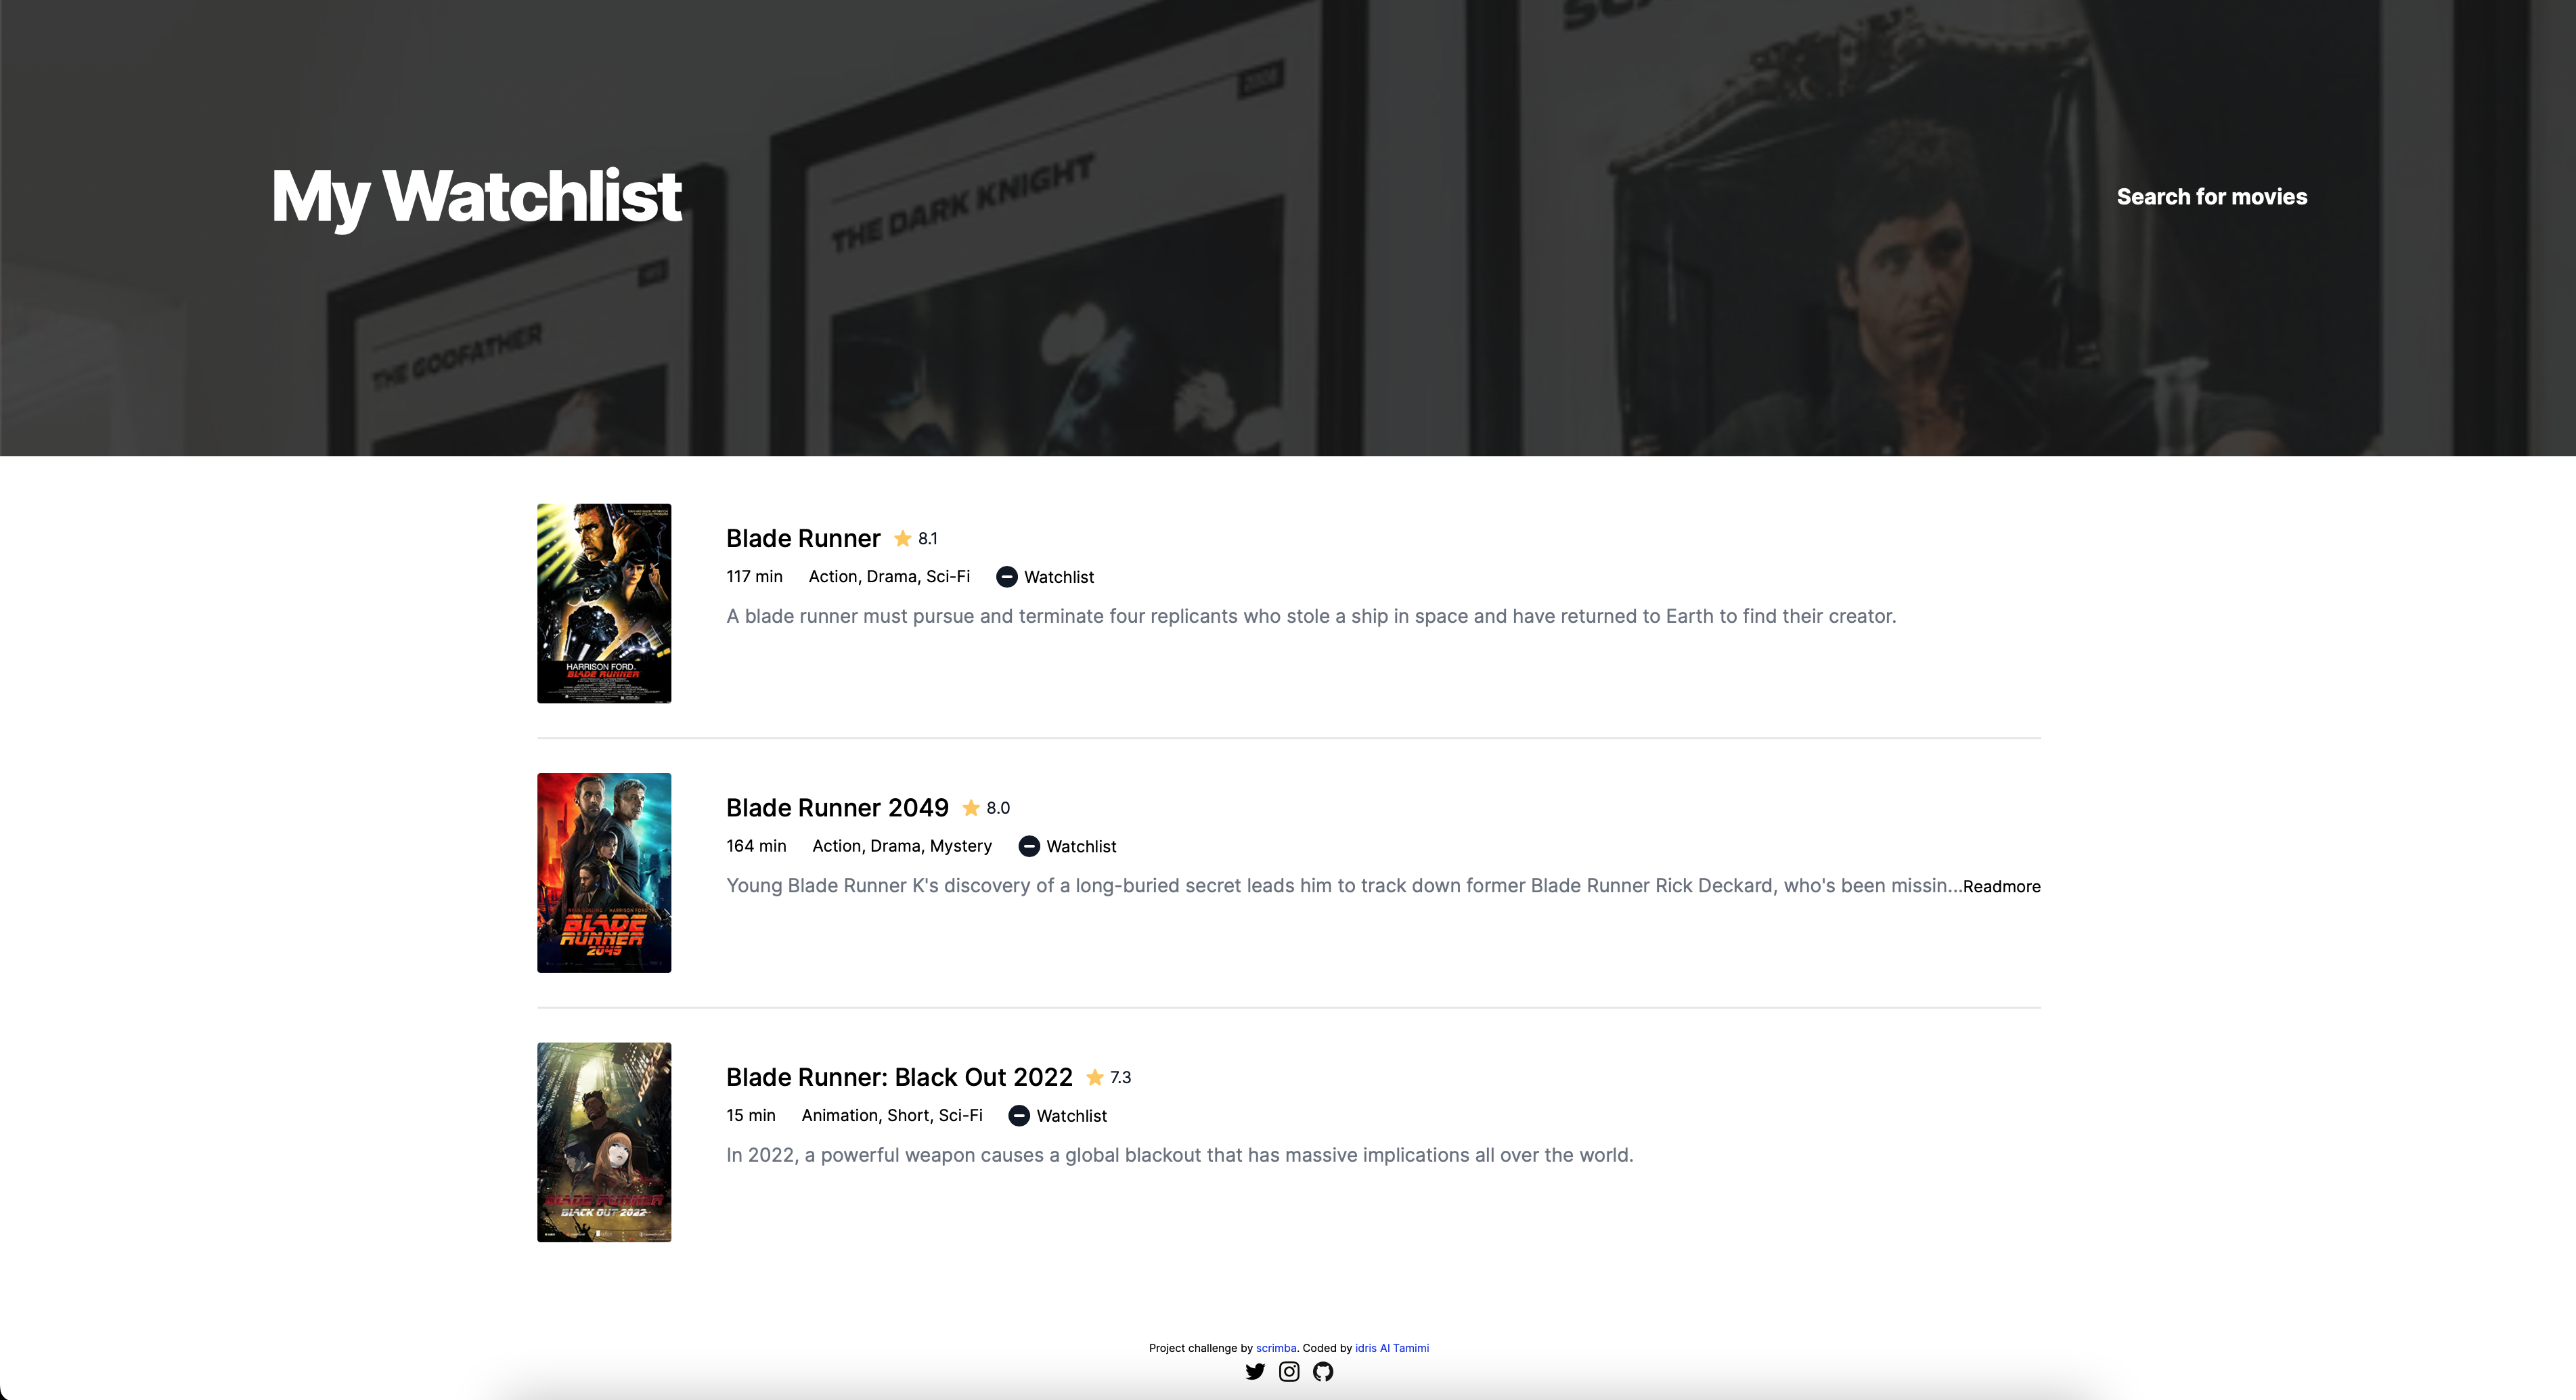 SCA
2008
THE DARK KNIGHT
My Watchlist
Search for movies
THE GODFATHER
Blade Runner 8.1
117 min Action, Drama, Sci-Fi Watchlist
A blade runner must pursue and terminate four replicants who stole a ship in space and have returned to Earth to find their creator.
HARRISON FORD.
BLADE RUNNER
Blade Runner 2049 8.0
164 min Action, Drama, Mystery Watchlist
Young Blade Runner K's discovery of a long-buried secret leads him to track down former Blade Runner Rick Deckard, who's been missin...Readmore
BLADE
RUNNER
2049
Blade Runner: Black Out 2022 7.3
15 min Animation, Short, Sci-Fi Watchlist
In 2022, a powerful weapon causes a global blackout that has massive implications all over the world.
BLADE RUNNER
BLACK OUT 2022
Project challenge by scrimba. Coded by idris Al Tamimi